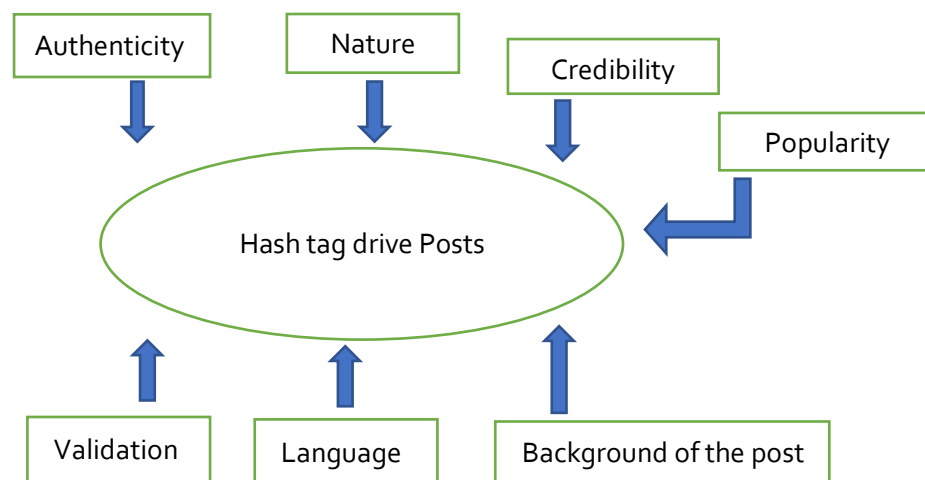 Authenticity
Nature
Credibility
Popularity
Hash tag drive Posts
Validation
Language
Background of the post